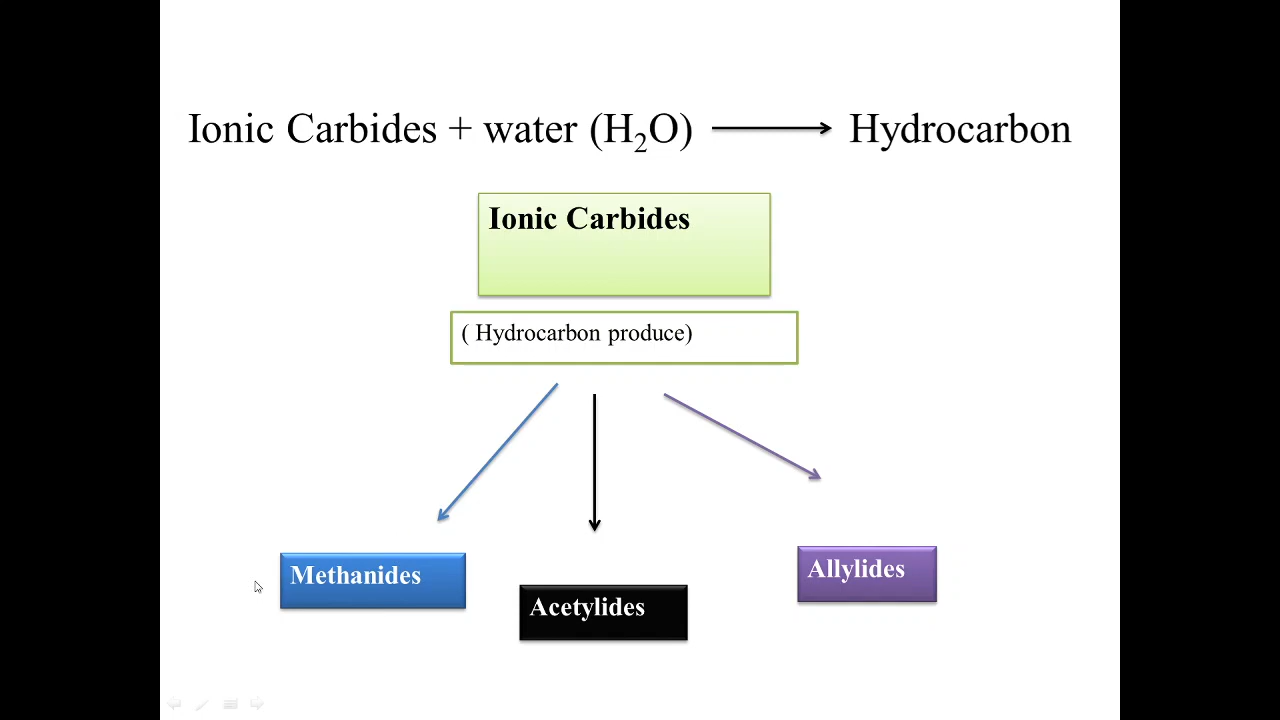 Ionic Carbides + water (H₂O) ⟶ Hydrocarbon
Ionic Carbides
( Hydrocarbon produce)
Methanides
Acetylides
Allylides